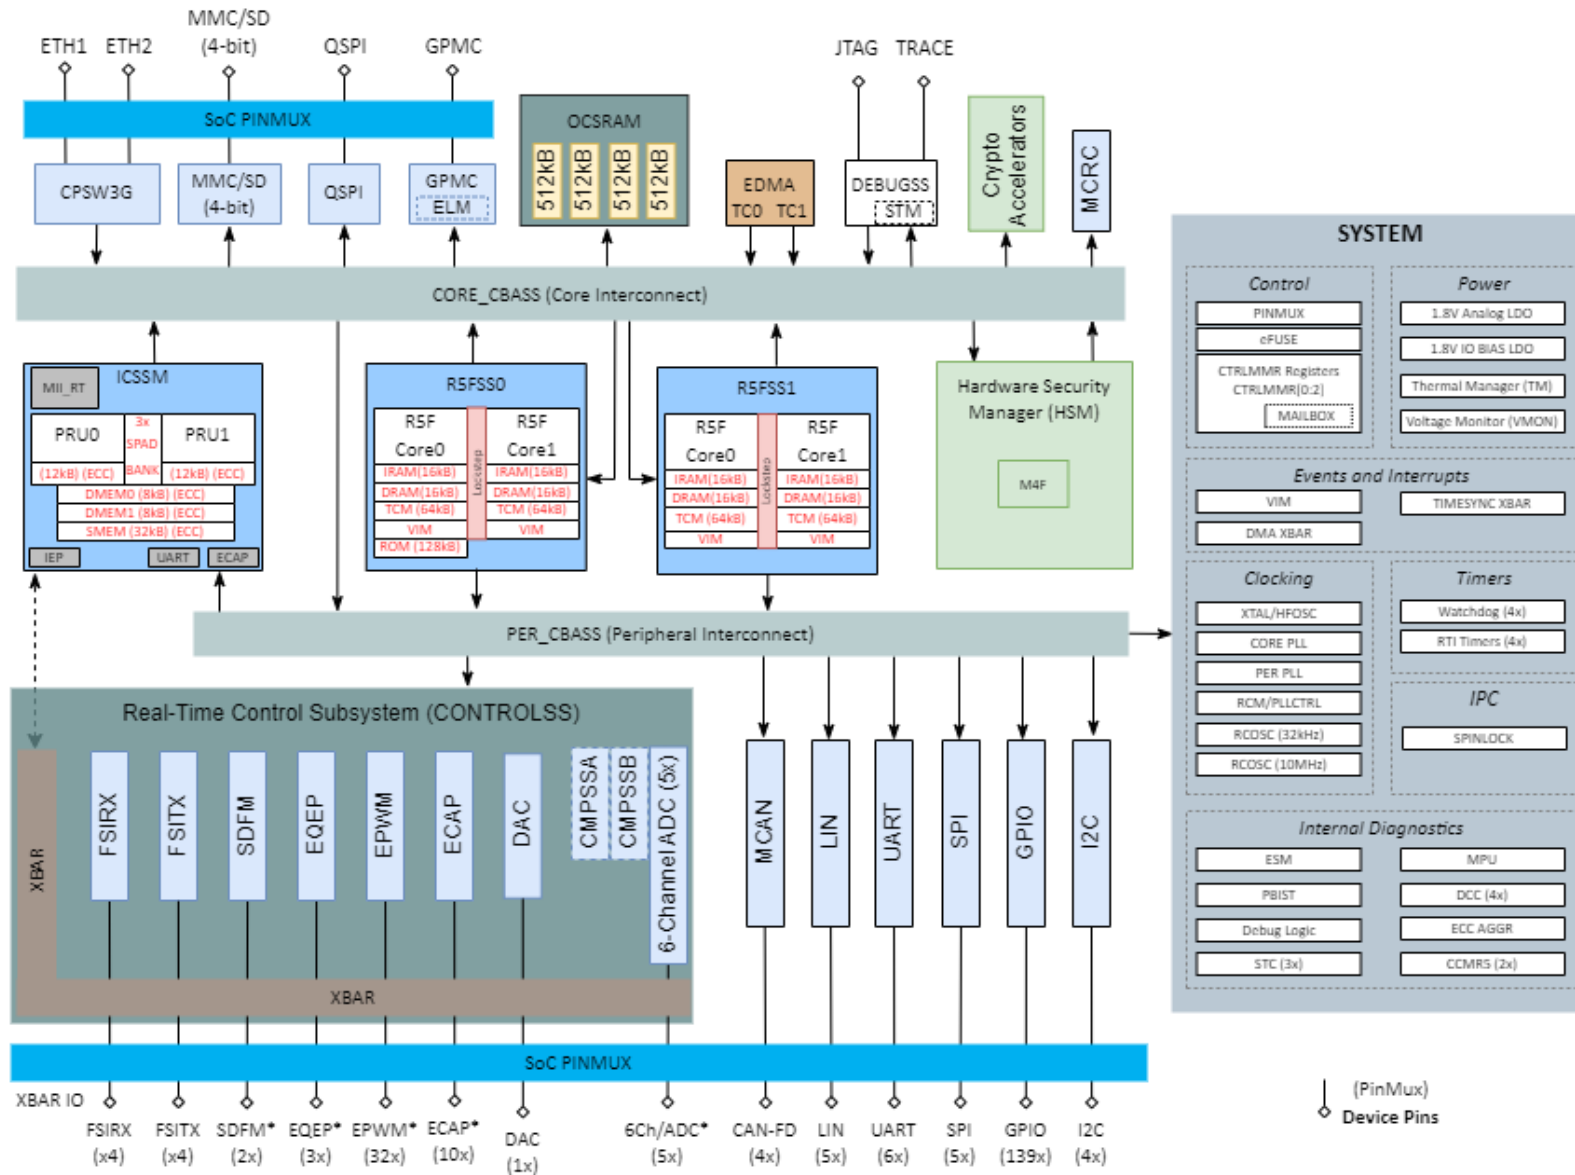 ETH1
ETH2
MMC/SD
(4-bit)
QSPI
GPMC
JTAG
TRACE
SoC PINMUX
CPSW3G
MMC/SD
(4-bit)
QSPI
GPMC
ELM
OCSRAM
512kB
512kB
512kB
512kB
EDMA
TC0
TC1
DEBUGSS
STM
Crypto
Accelerators
MCRC
CORE_CBASS (Core Interconnect)
ICSSM
MII_RT
PRU0
3x
SPAD
BANK
PRU1
(12kB) (ECC)
(12kB) (ECC)
DMEM0 (8kB) (ECC)
DMEM1 (8kB) (ECC)
SMEM (32kB) (ECC)
IEP
UART
ECAP
R5FSS0
R5F
Core0
IRAM(16kB)
DRAM(16kB)
TCM (64kB)
VIM
ROM (128kB)
Lockstep
R5F
Core1
IRAM(16kB)
DRAM(16kB)
TCM (64kB)
VIM
R5FSS1
R5F
Core0
IRAM(16kB)
DRAM(16kB)
TCM (64kB)
VIM
Lockstep
R5F
Core1
IRAM(16kB)
DRAM(16kB)
TCM (64kB)
VIM
Hardware Security
Manager (HSM)
M4F
PER_CBASS (Peripheral Interconnect)
Real-Time Control Subsystem (CONTROLSS)
XBAR
FSIRX
FSITX
SDFM
EQEP
EPWM
ECAP
DAC
CMPSSA
CMPSSB
6-Channel ADC (5x)
XBAR
MCAN
LIN
UART
SPI
GPIO
I2C
SoC PINMUX
XBAR IO
FSIRX
(x4)
FSITX
(x4)
SDFM*
(2x)
EQEP*
(3x)
EPWM*
(32x)
ECAP*
(10x)
DAC
(1x)
6Ch/ADC*
(5x)
CAN-FD
(4x)
LIN
(5x)
UART
(6x)
SPI
(5x)
GPIO
(139x)
I2C
(4x)
SYSTEM
Control
PINMUX
eFUSE
CTRLMMR Registers
CTRLMMR(0:2)
MAILBOX
Power
1.8V Analog LDO
1.8V IO BIAS LDO
Thermal Manager (TM)
Voltage Monitor (VMON)
Events and Interrupts
VIM
TIMESYNC XBAR
DMA XBAR
Clocking
XTAL/HFOSC
CORE PLL
PER PLL
RCM/PLLCTRL
RCOSC (32kHz)
RCOSC (10MHz)
Timers
Watchdog (4x)
RTI Timers (4x)
IPC
SPINLOCK
Internal Diagnostics
ESM
MPU
PBIST
DCC (4x)
Debug Logic
ECC AGGR
STC (3x)
CCMR5 (2x)
(PinMux)
Device Pins